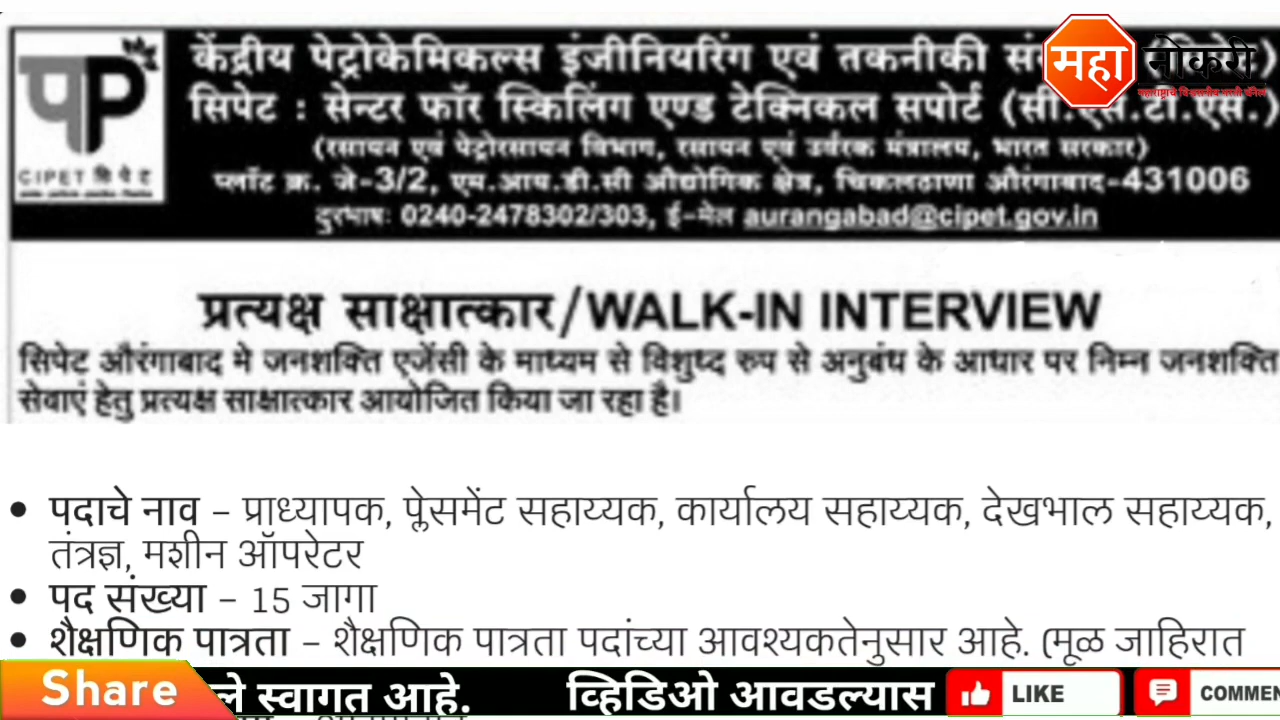 केंद्रीय पेट्रोकेमिकल्स इंजीनियरिंग एवं तकनीकी
महा नोकरी
सिपेट : सेन्टर फॉर स्किलिंग एण्ड टेक्निकल सपोर्ट (सी.एस.टी.एस.)
(रसायन एवं पेट्रोरसायन विभाग, रसायन एवं उर्वरक मंत्रालय, भारत सरकार)
CIPET सिपेट
प्लॉट क्र. जे-3/2, एम.आय.डी.सी औद्योगिक क्षेत्र, चिकलठाणा औरंगाबाद-431006
दुरभाषः 0240-2478302/303, ई-मेल aurangabad@cipet.gov.in
प्रत्यक्ष साक्षात्कार/WALK-IN INTERVIEW
सिपेट औरंगाबाद मे जनशक्ति एजेंसी के माध्यम से विशुध्द रुप से अनुबंध के आधार पर निम्न जनशक्ति
सेवाएं हेतु प्रत्यक्ष साक्षात्कार आयोजित किया जा रहा है।
• पदाचे नाव – प्राध्यापक, प्लेसमेंट सहाय्यक, कार्यालय सहाय्यक, देखभाल सहाय्यक,
तंत्रज्ञ, मशीन ऑपरेटर
• पद संख्या – 15 जागा
• शैक्षणिक पात्रता – शैक्षणिक पात्रता पदांच्या आवश्यकतेनुसार आहे. (मूळ जाहिरात
Share
ले स्वागत आहे. व्हिडिओ आवडल्यास LIKE COMMEN